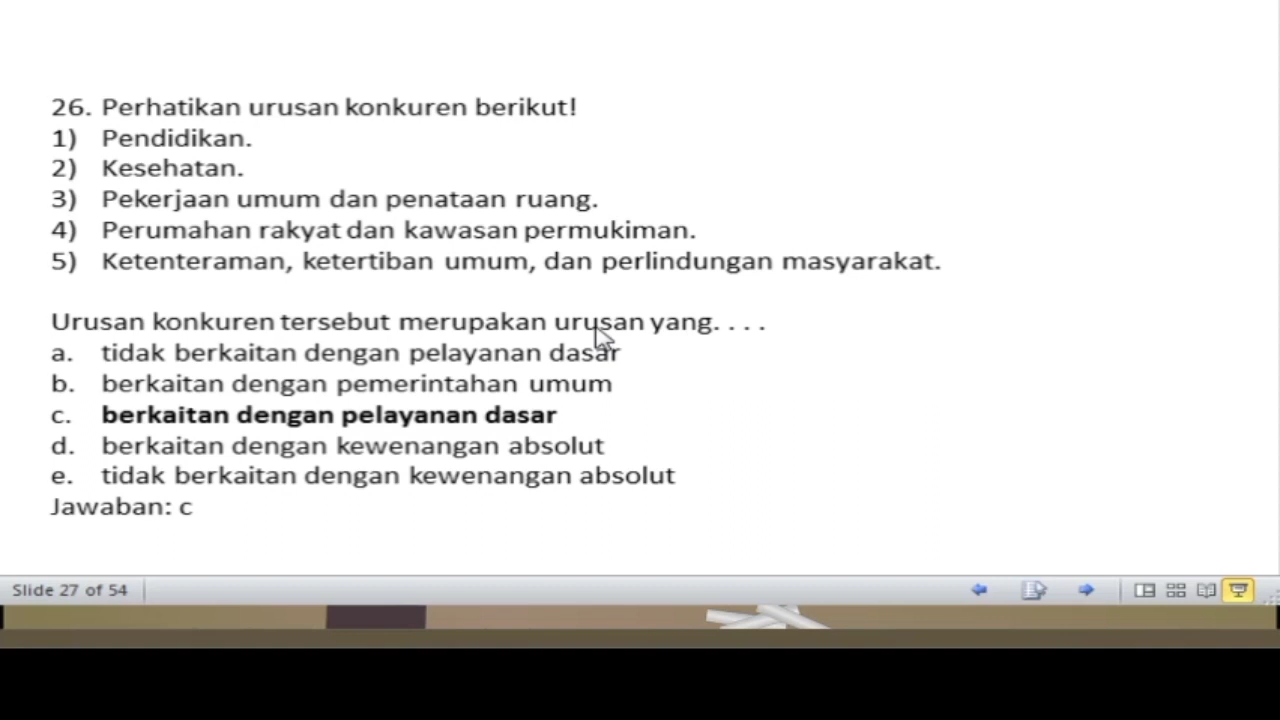 26. Perhatikan urusan konkuren berikut!
1) Pendidikan.
2) Kesehatan.
3) Pekerjaan umum dan penataan ruang.
4) Perumahan rakyat dan kawasan permukiman.
5) Ketenteraman, ketertiban umum, dan perlindungan masyarakat.
Urusan konkuren tersebut merupakan urusan yang. . . .
a. tidak berkaitan dengan pelayanan dasar
b. berkaitan dengan pemerintahan umum
c. berkaitan dengan pelayanan dasar
d. berkaitan dengan kewenangan absolut
e. tidak berkaitan dengan kewenangan absolut
Jawaban: c
Slide 27 of 54